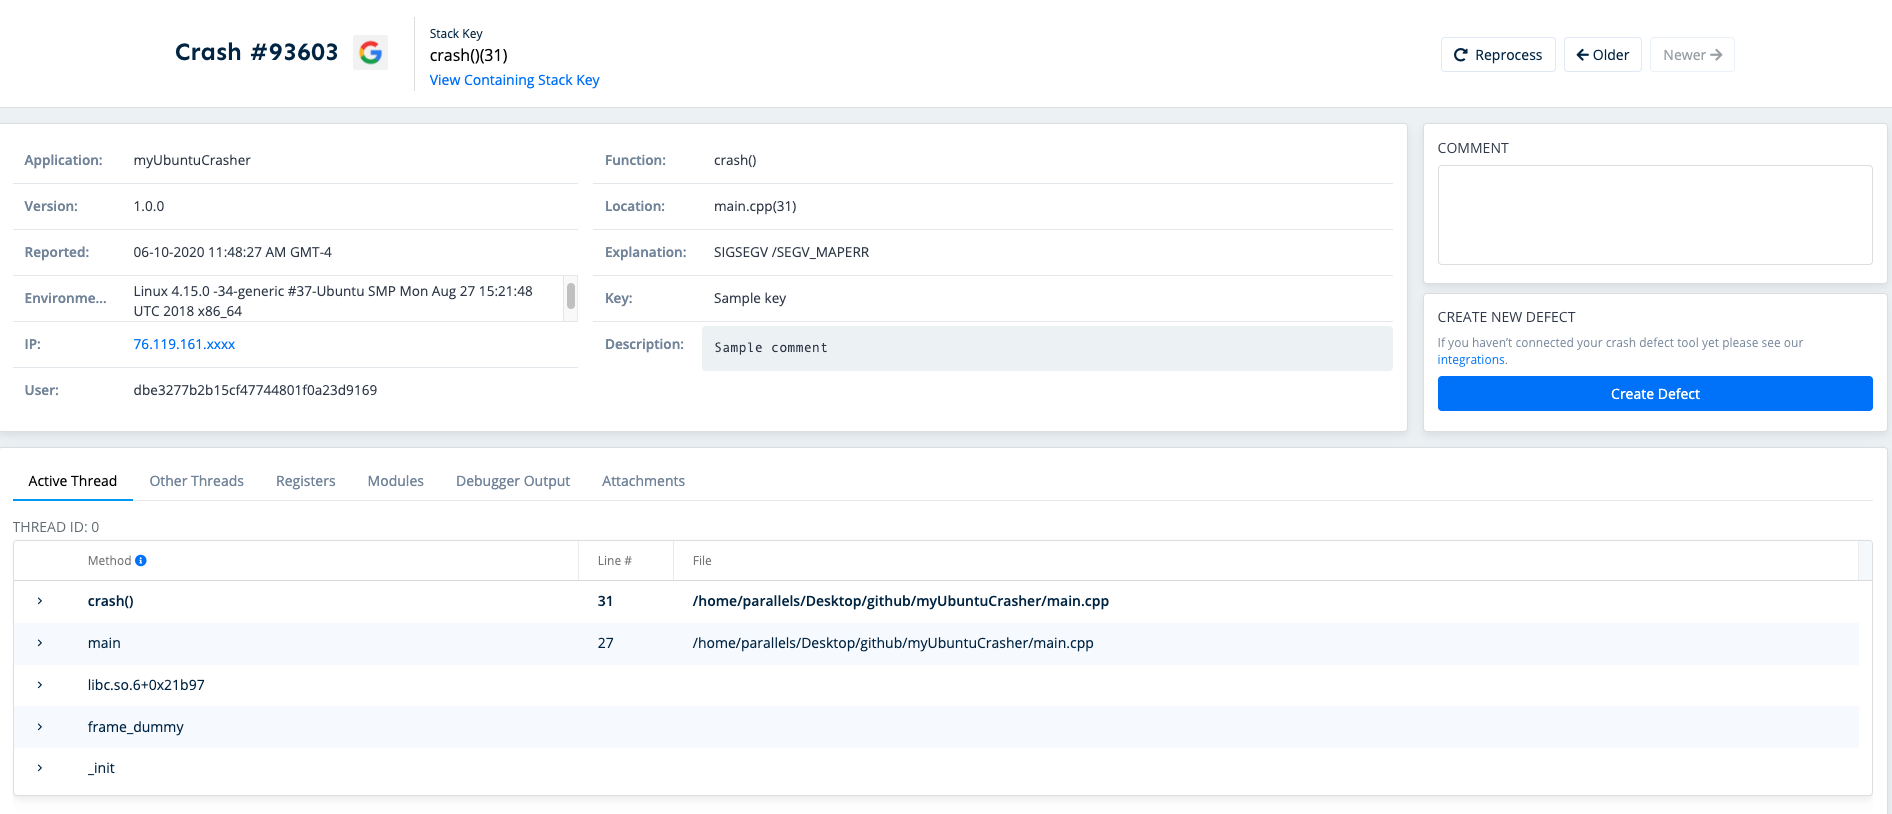 Crash #93603
Stack Key
crash()(31)
View Containing Stack Key
Reprocess
Older
Newer
Application: myUbuntuCrasher
Version: 1.0.0
Reported: 06-10-2020 11:48:27 AM GMT-4
Environme... Linux 4.15.0 -34-generic #37-Ubuntu SMP Mon Aug 27 15:21:48
UTC 2018 x86_64
IP: 76.119.161.xxxx
User: dbe3277b2b15cf47744801f0a23d9169
Function: crash()
Location: main.cpp(31)
Explanation: SIGSEGV /SEGV_MAPERR
Key: Sample key
Description: Sample comment
COMMENT
CREATE NEW DEFECT
If you haven't connected your crash defect tool yet please see our
integrations.
Create Defect
Active Thread Other Threads Registers Modules Debugger Output Attachments
THREAD ID: 0
Method Line # File
crash() 31 /home/parallels/Desktop/github/myUbuntuCrasher/main.cpp
main 27 /home/parallels/Desktop/github/myUbuntuCrasher/main.cpp
libc.so.6+0x21b97
frame_dummy
_init